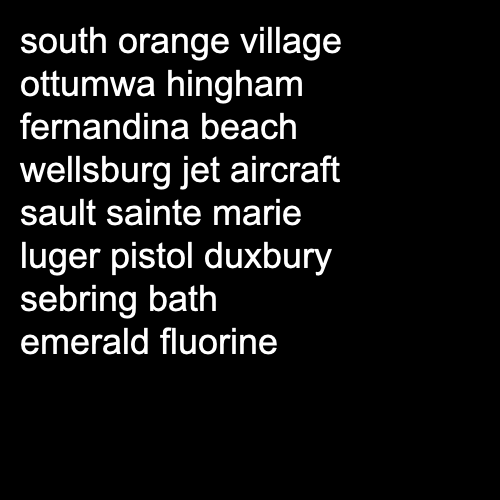 south orange village
ottumwa hingham
fernandina beach
wellsburg jet aircraft
sault sainte marie
luger pistol duxbury
sebring bath
emerald fluorine